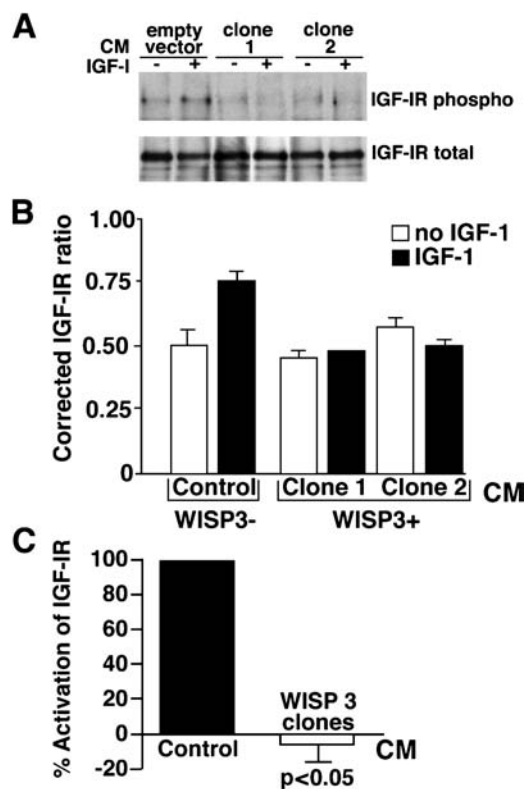 A
CM empty vector clone 1 clone 2
IGF-I - + - + - +
IGF-IR phospho
IGF-IR total
B
Corrected IGF-IR ratio
1.00
0.75
0.50
0.25
0
no IGF-1
IGF-1
Control Clone 1 Clone 2 CM
WISP3- WISP3+
C
% Activation of IGF-IR
100
80
60
40
20
0
-20
Control
WISP 3
clones
CM
p<0.05